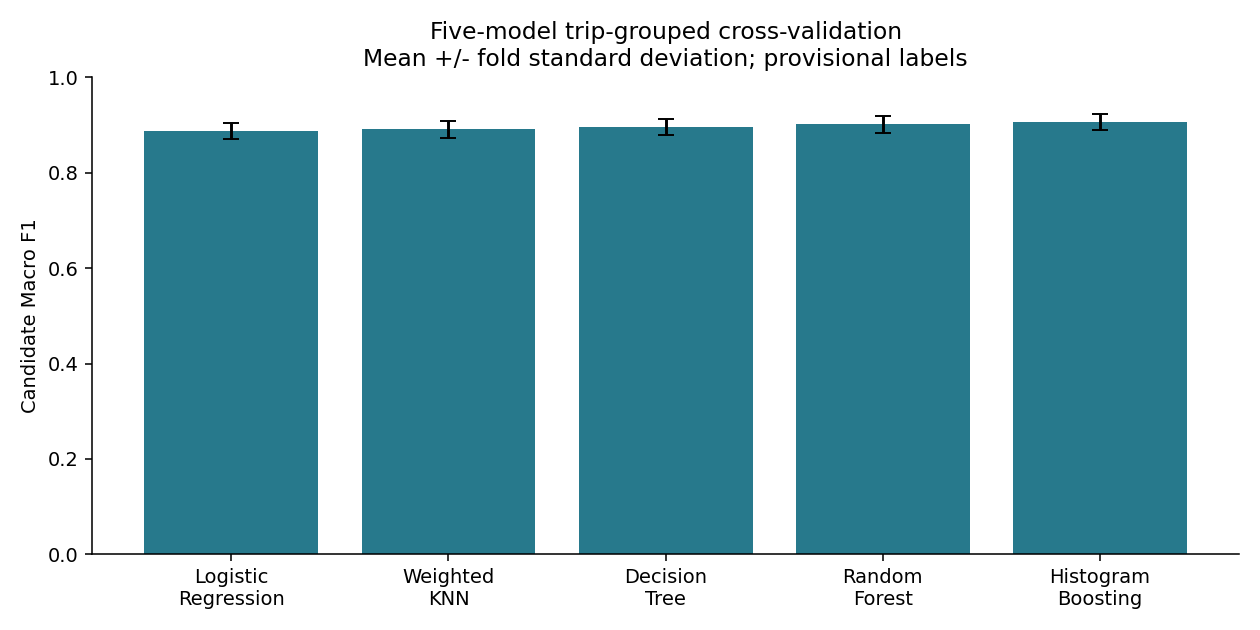 Five-model trip-grouped cross-validation
Mean +/- fold standard deviation; provisional labels
Candidate Macro F1
1.0
0.8
0.6
0.4
0.2
0.0
Logistic
Regression
Weighted
KNN
Decision
Tree
Random
Forest
Histogram
Boosting